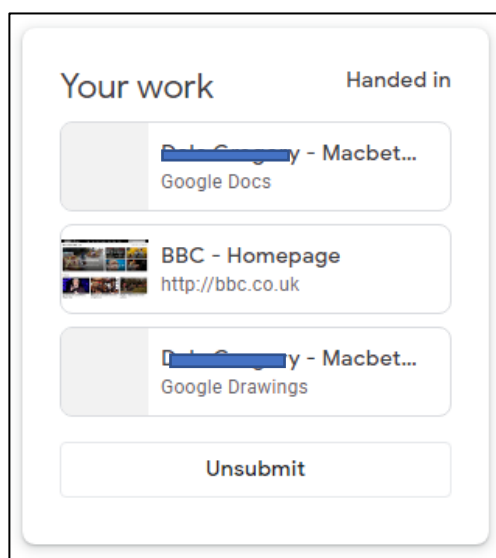 Your work
Handed in
- Macbet...
Google Docs
BBC - Homepage
http://bbc.co.uk
- Macbet...
Google Drawings
Unsubmit